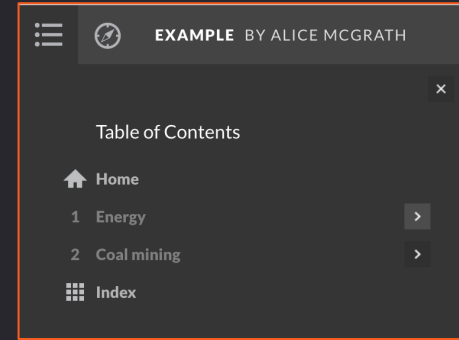 EXAMPLE BY ALICE MCGRATH
Table of Contents
Home
1 Energy
2 Coal mining
Index